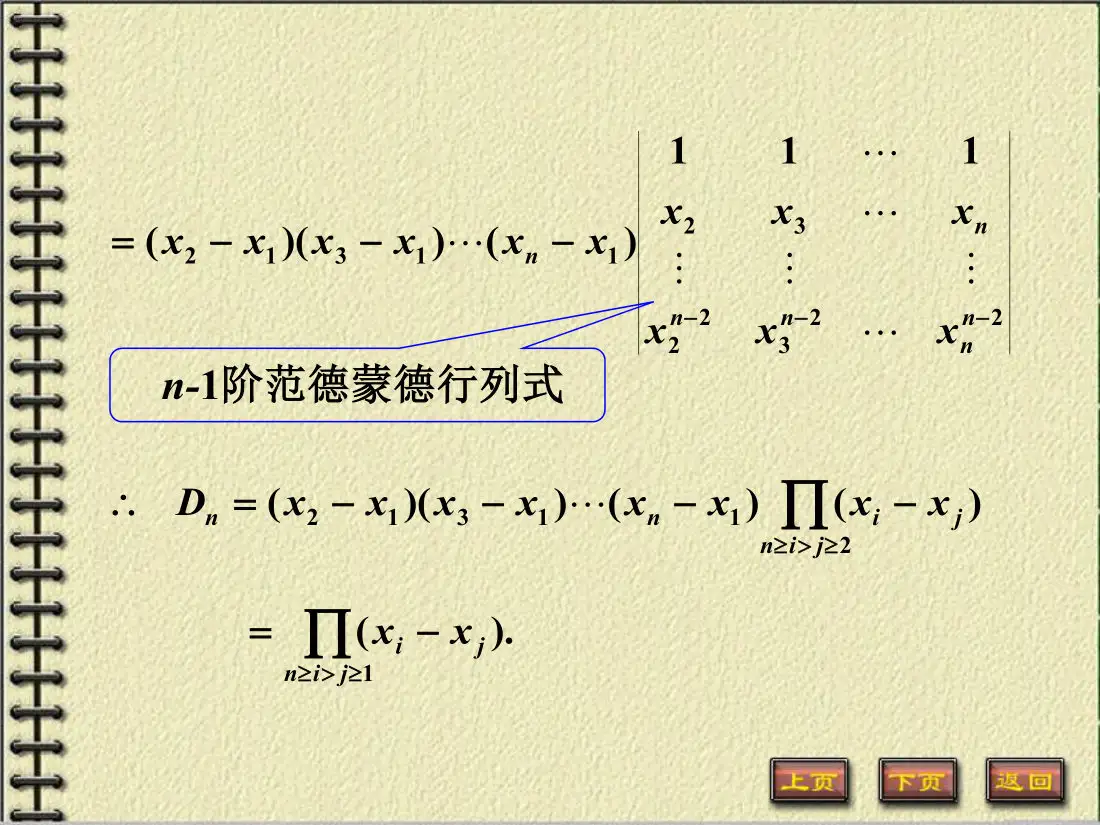 1 1 ⋯ 1
x₂ x₃ ⋯ xₙ
= (x₂ − x₁)(x₃ − x₁)⋯(xₙ − x₁)
⋮ ⋮ ⋮
x₂ⁿ⁻² x₃ⁿ⁻² ⋯ xₙⁿ⁻²
n-1阶范德蒙德行列式
∴ Dₙ = (x₂ − x₁)(x₃ − x₁)⋯(xₙ − x₁) ∏(xᵢ − xⱼ)
n≥i>j≥2
= ∏(xᵢ − xⱼ).
n≥i>j≥1
上页 下页 返回